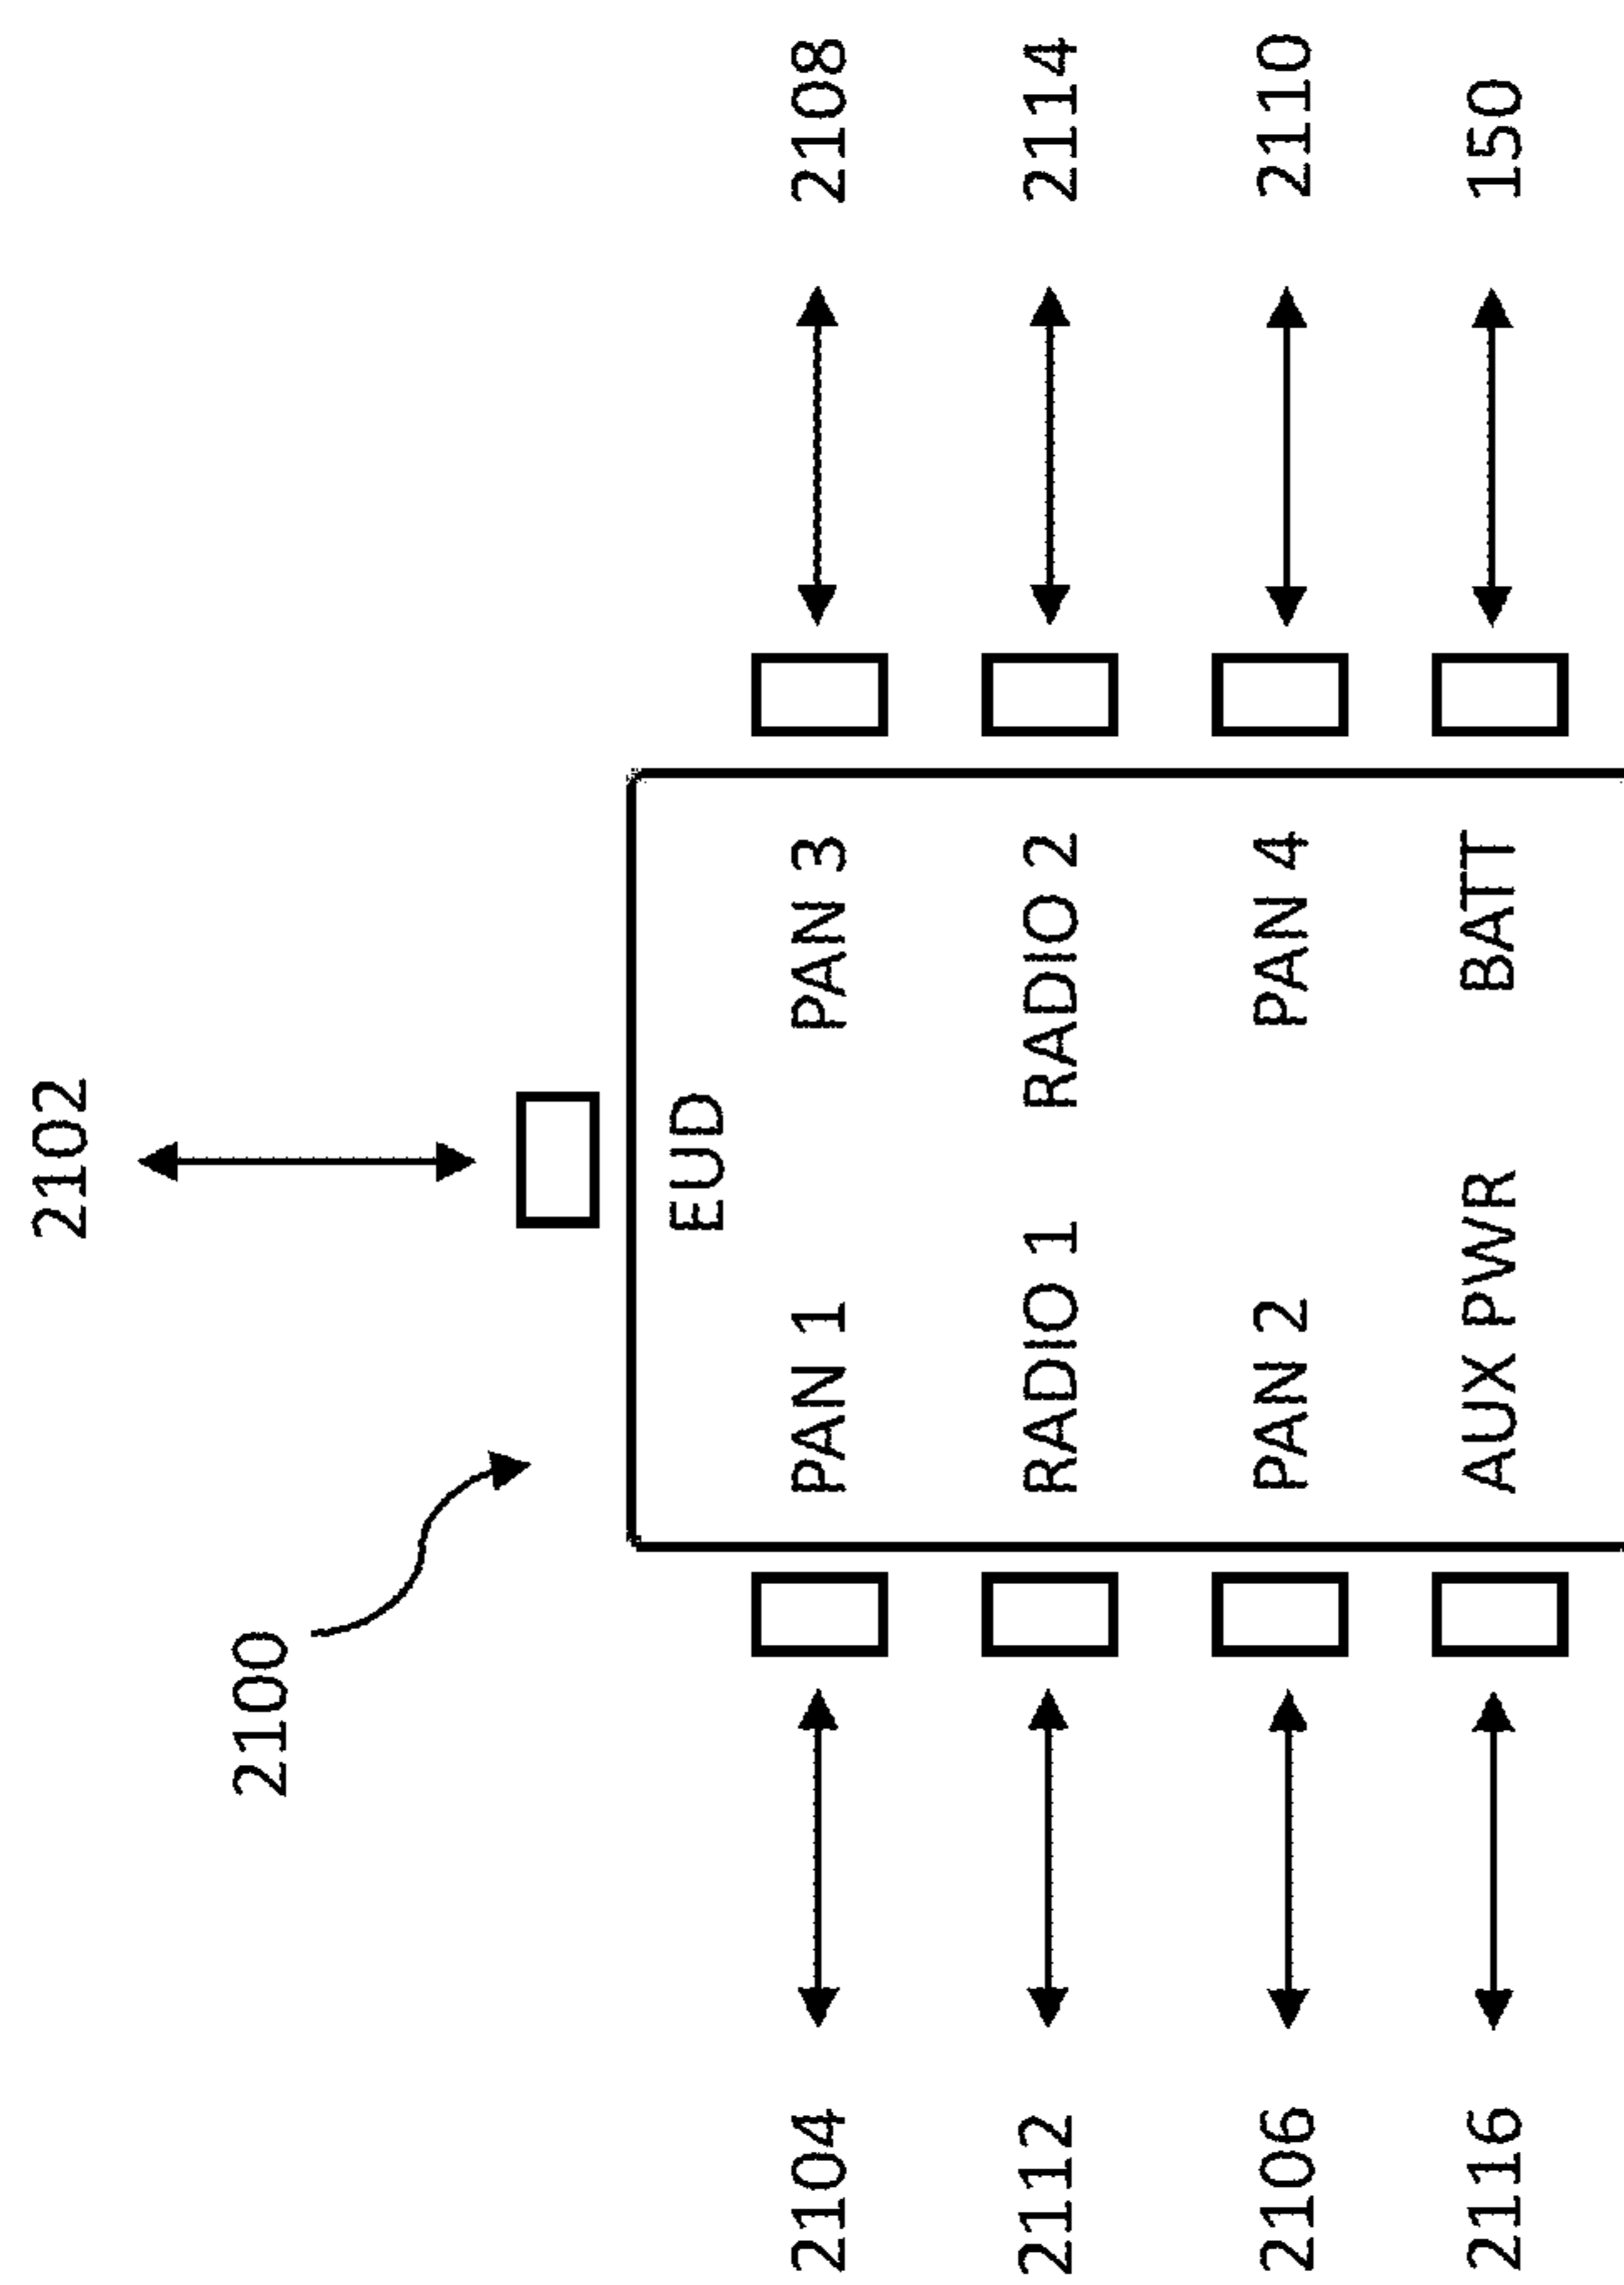 2102
2100
EUD
2104 PAN 1 PAN 3 2108
2112 RADIO 1 RADIO 2 2114
2106 PAN 2 PAN 4 2110
2116 AUX PWR BATT 150